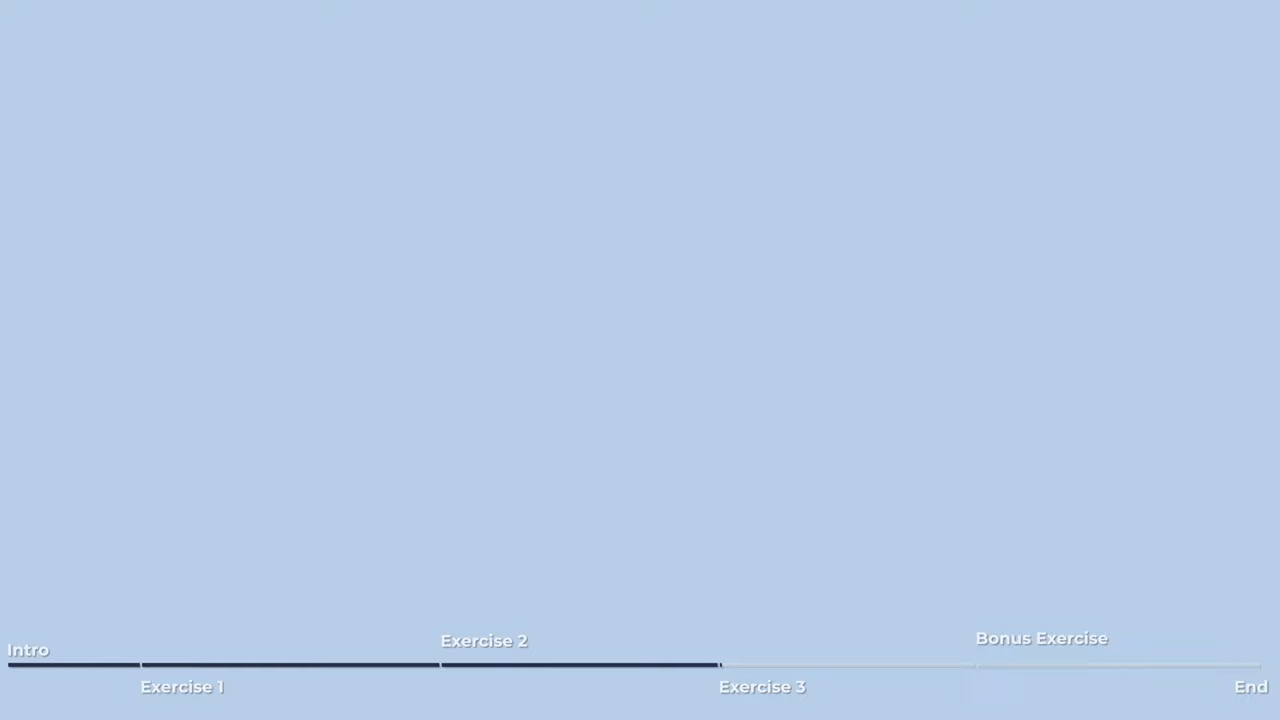 Intro
Exercise 1
Exercise 2
Exercise 3
Bonus Exercise
End